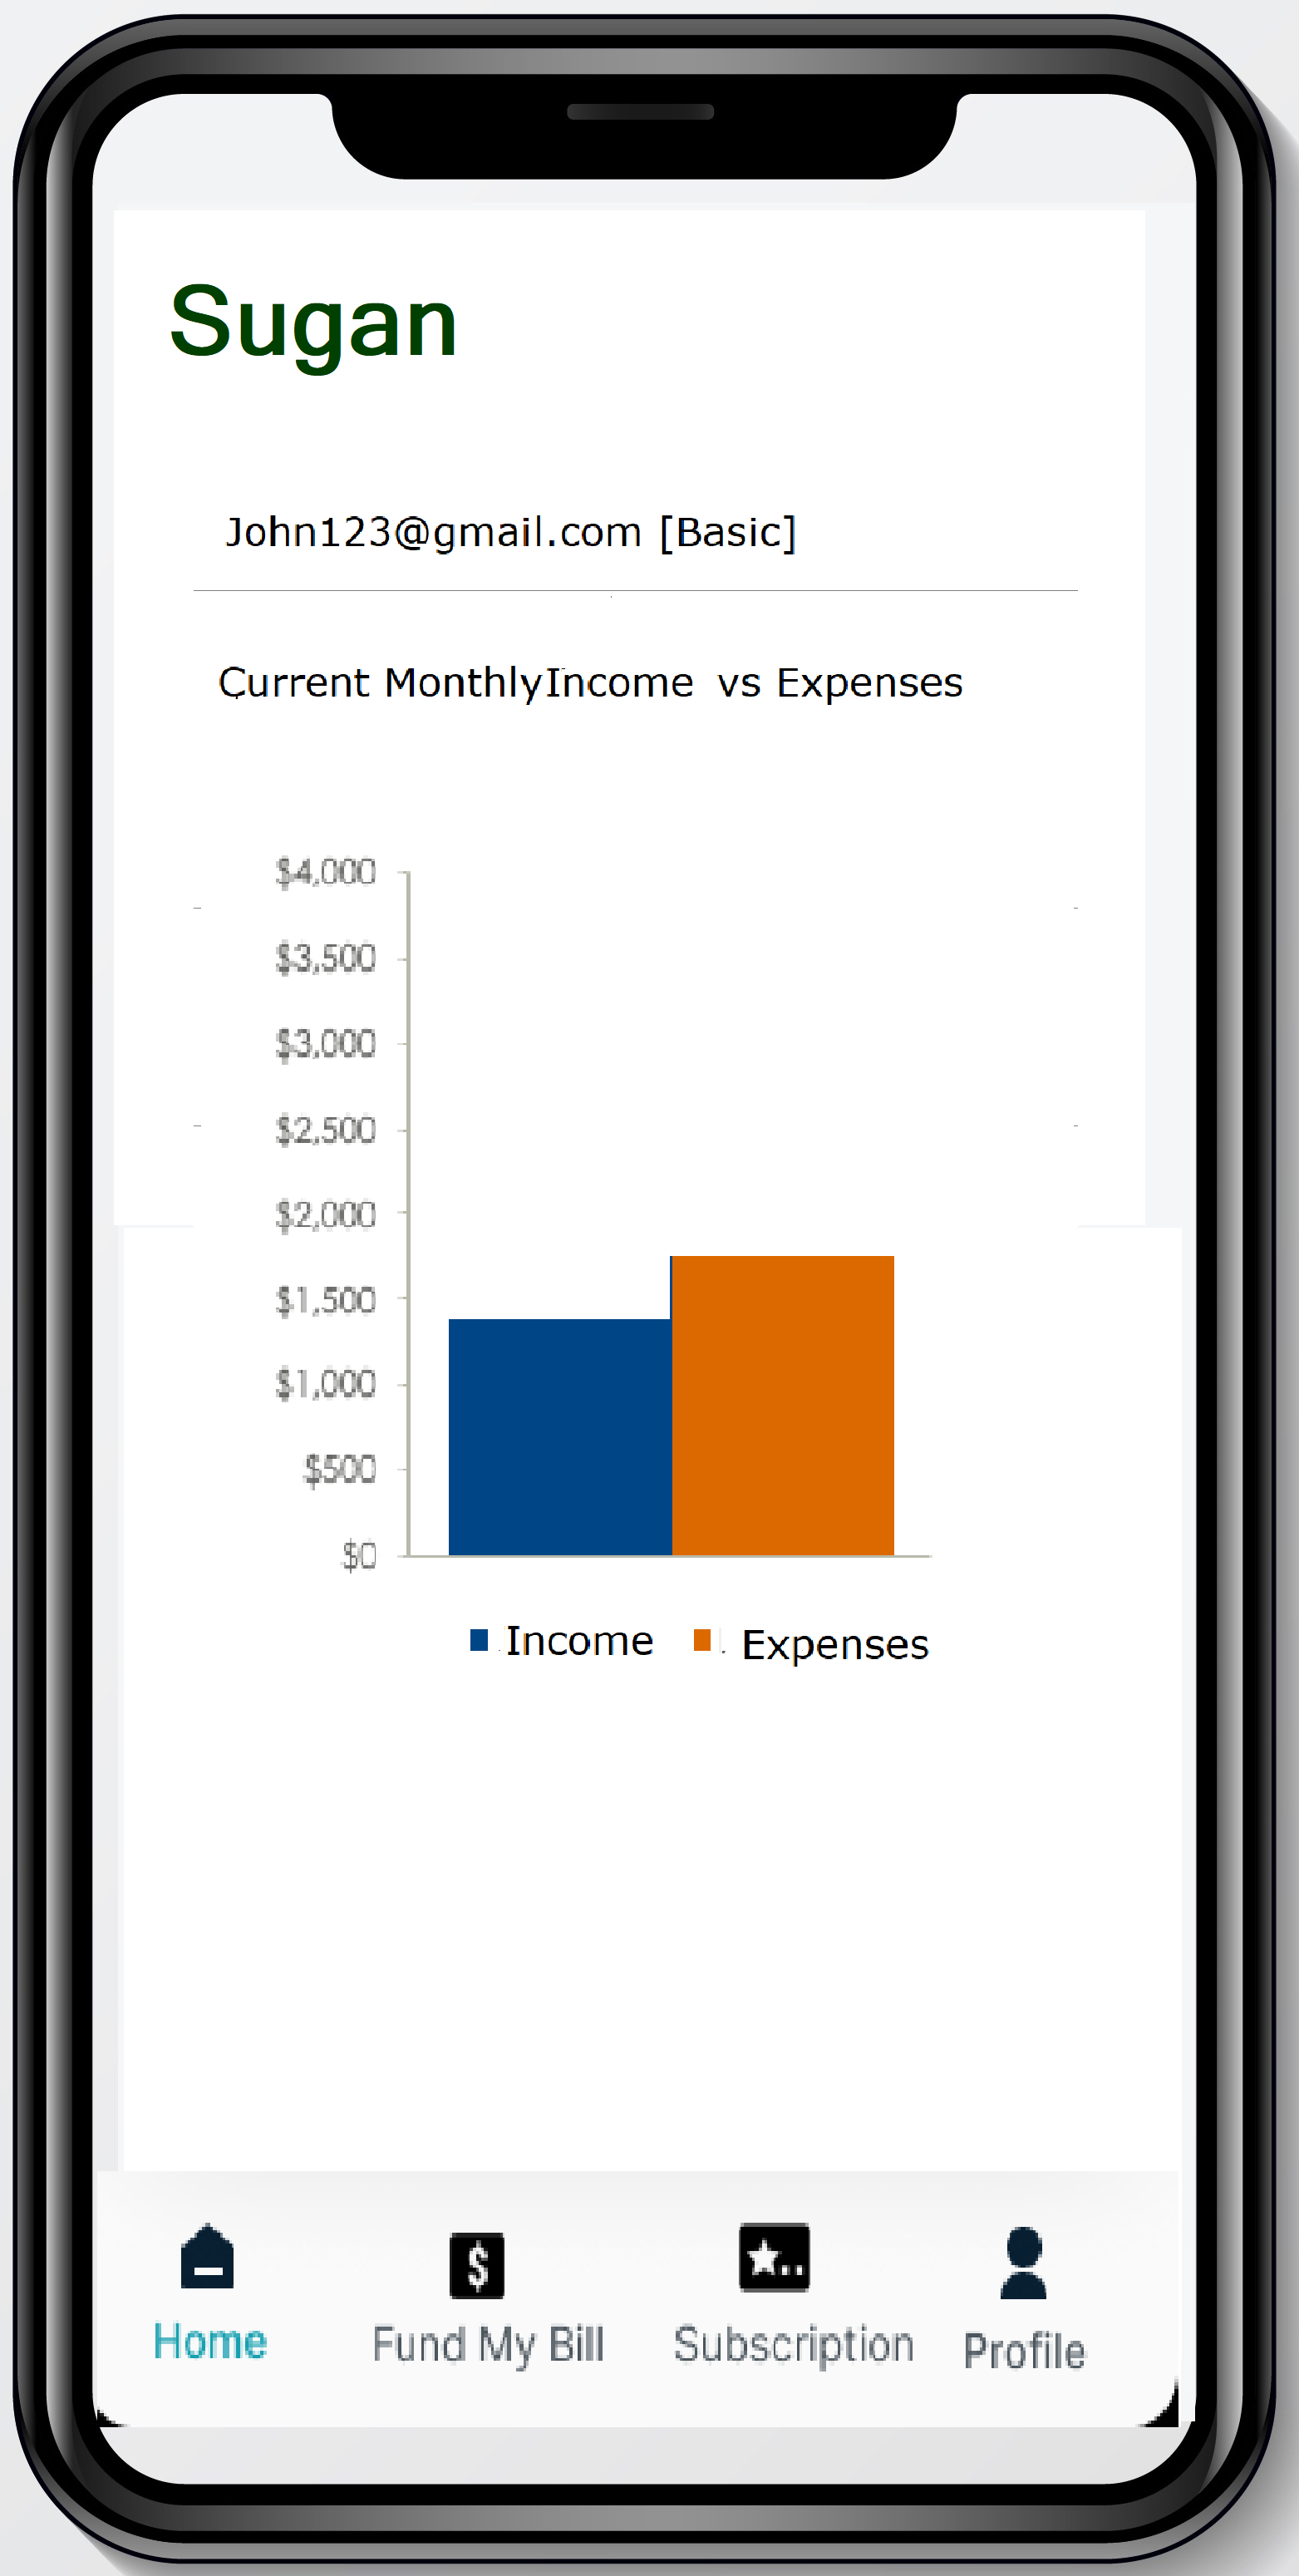 Sugan
John123@gmail.com [Basic]
Current MonthlyIncome vs Expenses
$4,000
$3,500
$3,000
$2,500
$2,000
$1,500
$1,000
$500
$0
Income Expenses
Home Fund My Bill Subscription Profile